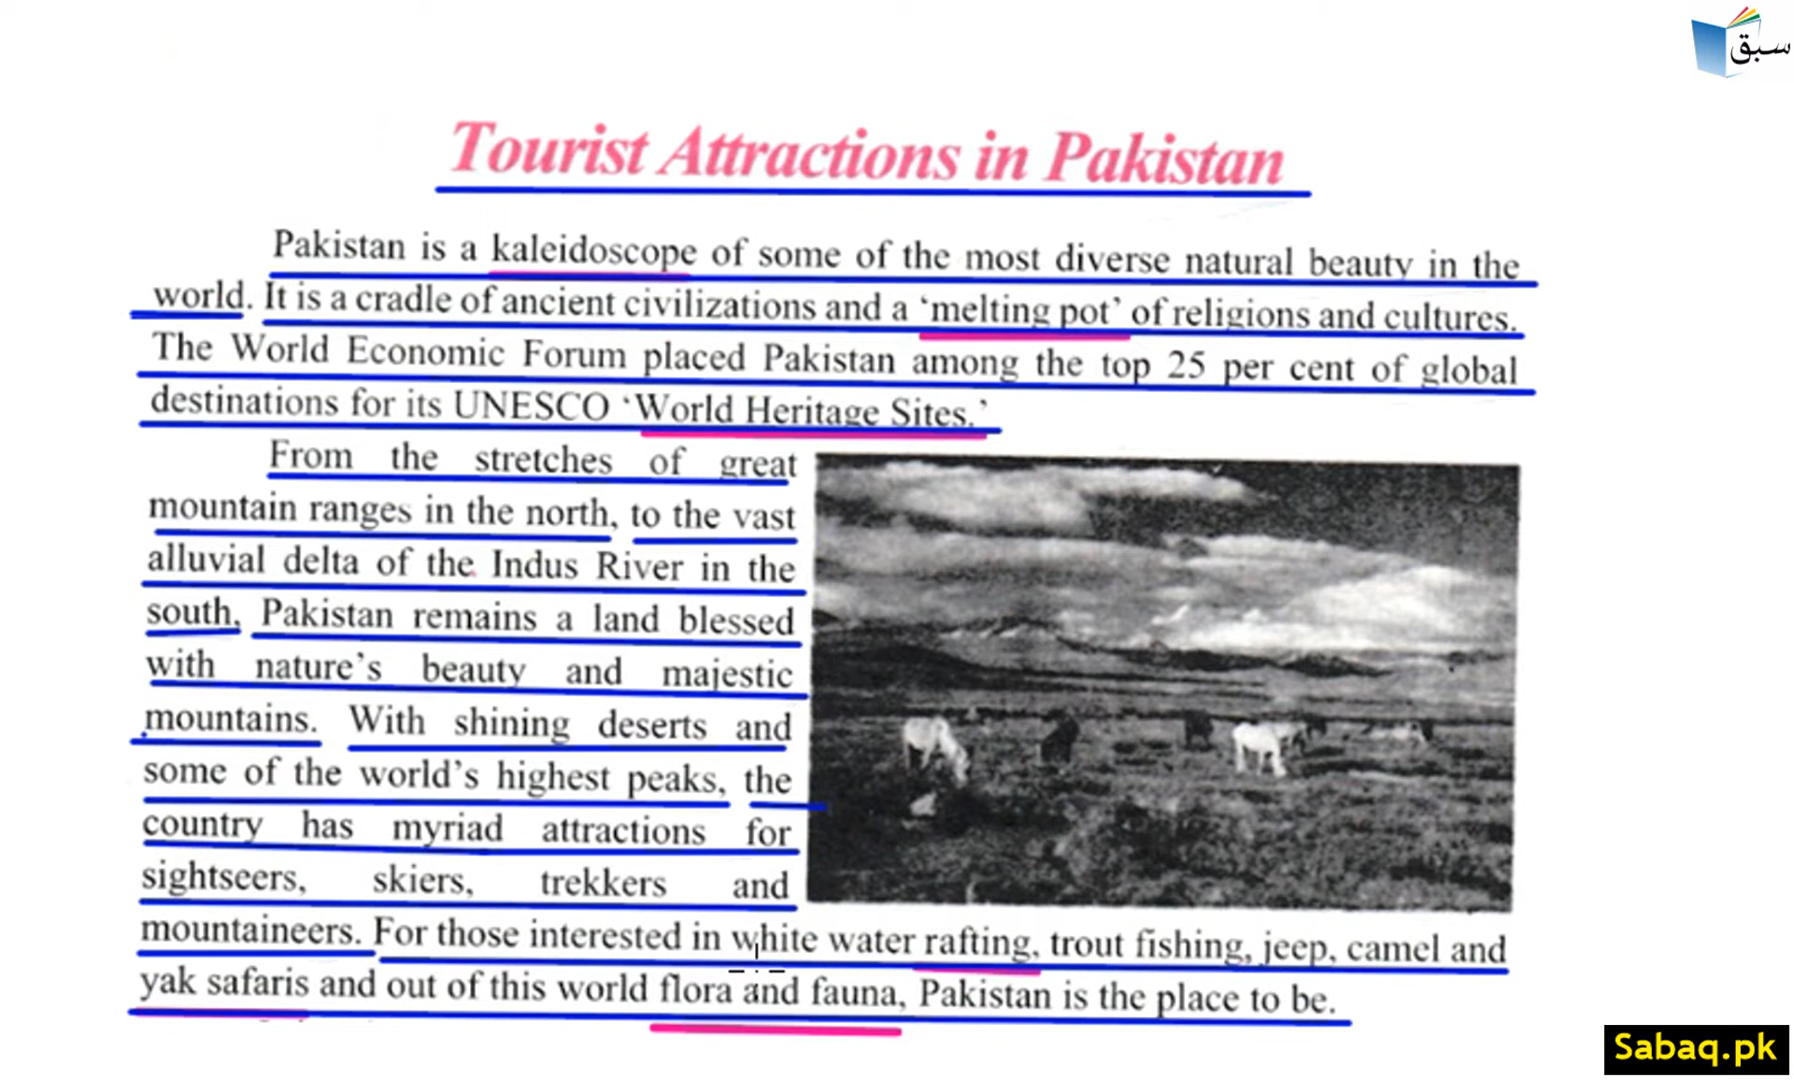 سبق
Tourist Attractions in Pakistan
Pakistan is a kaleidoscope of some of the most diverse natural beauty in the
world. It is a cradle of ancient civilizations and a ‘melting pot’ of religions and cultures.
The World Economic Forum placed Pakistan among the top 25 per cent of global
destinations for its UNESCO ‘World Heritage Sites.’
From the stretches of great
mountain ranges in the north, to the vast
alluvial delta of the Indus River in the
south, Pakistan remains a land blessed
with nature’s beauty and majestic
mountains. With shining deserts and
some of the world’s highest peaks, the
country has myriad attractions for
sightseers, skiers, trekkers and
mountaineers. For those interested in white water rafting, trout fishing, jeep, camel and
yak safaris and out of this world flora and fauna, Pakistan is the place to be.
Sabaq.pk